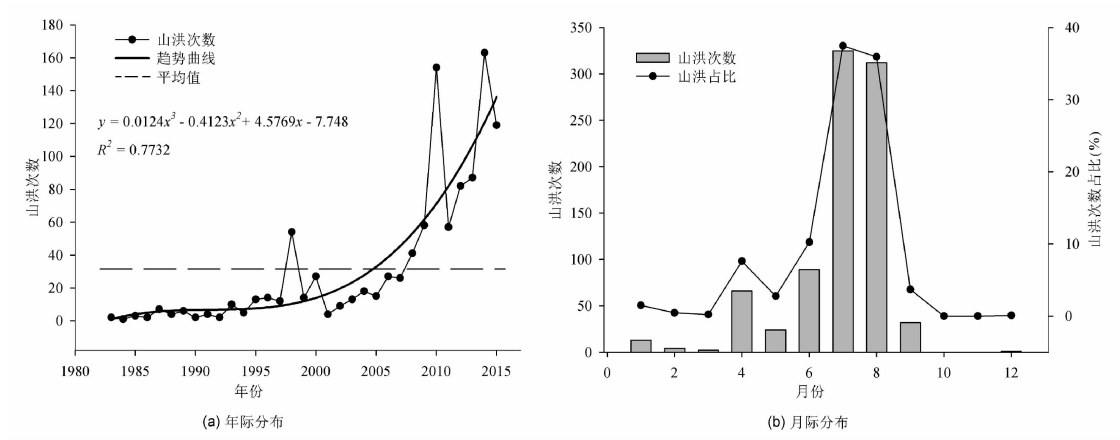 180
160
140
120
100
80
60
40
20
0
山洪次数
山洪次数
趋势曲线
平均值
y = 0.0124x³ - 0.4123x² + 4.5769x - 7.748
R² = 0.7732
1980 1985 1990 1995 2000 2005 2010 2015
年份
(a) 年际分布
350
300
250
200
150
100
50
0
山洪次数
山洪次数
山洪占比
40
30
20
10
0
山洪次数占比(%)
0 2 4 6 8 10 12
月份
(b) 月际分布